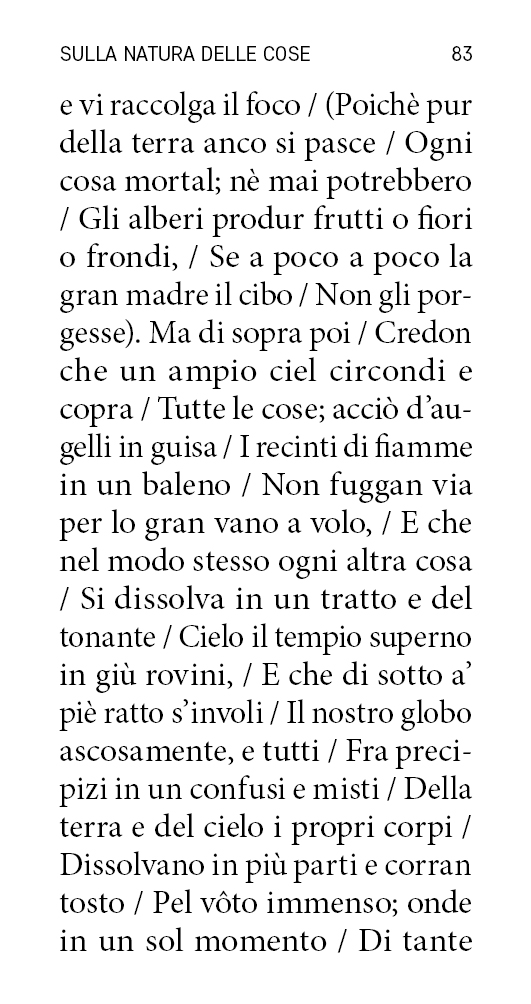 SULLA NATURA DELLE COSE 83
e vi raccolga il foco / (Poichè pur
della terra anco si pasce / Ogni
cosa mortal; nè mai potrebbero
/ Gli alberi produr frutti o fiori
o frondi, / Se a poco a poco la
gran madre il cibo / Non gli por-
gesse). Ma di sopra poi / Credon
che un ampio ciel circondi e
copra / Tutte le cose; acciò d’au-
gelli in guisa / I recinti di fiamme
in un baleno / Non fuggan via
per lo gran vano a volo, / E che
nel modo stesso ogni altra cosa
/ Si dissolva in un tratto e del
tonante / Cielo il tempio superno
in giù rovini, / E che di sotto a’
piè ratto s’involi / Il nostro globo
ascosamente, e tutti / Fra preci-
pizi in un confusi e misti / Della
terra e del cielo i propri corpi /
Dissolvano in più parti e corran
tosto / Pel vôto immenso; onde
in un sol momento / Di tante